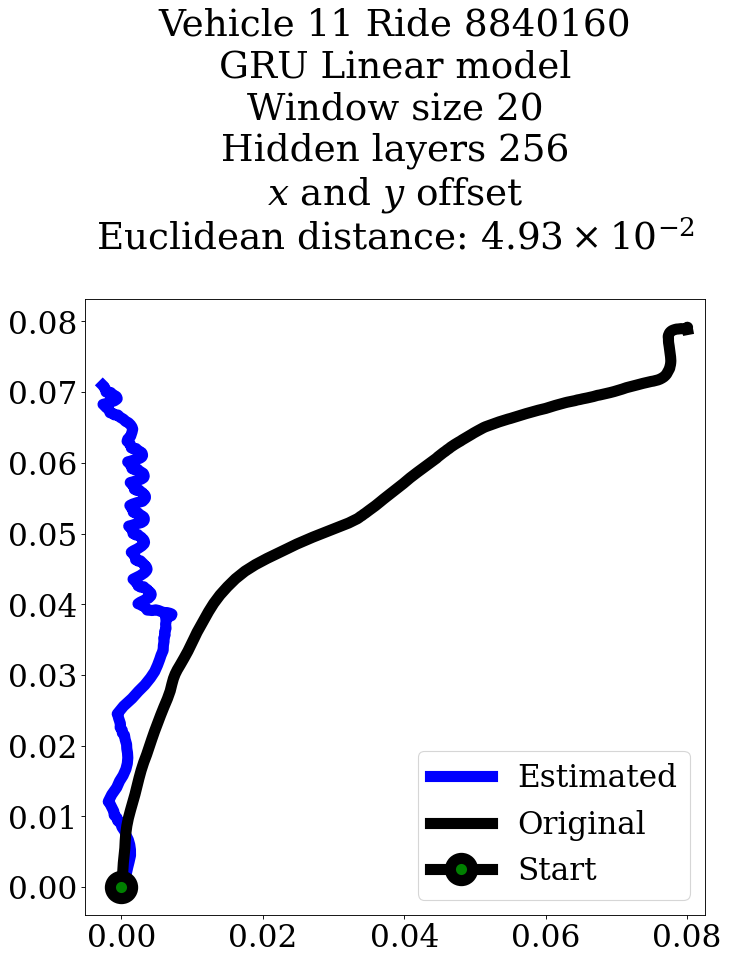 Vehicle 11 Ride 8840160
GRU Linear model
Window size 20
Hidden layers 256
x and y offset
Euclidean distance: 4.93 × 10⁻²
0.08
0.07
0.06
0.05
0.04
0.03
0.02
0.01
0.00
Estimated
Original
Start
0.00 0.02 0.04 0.06 0.08